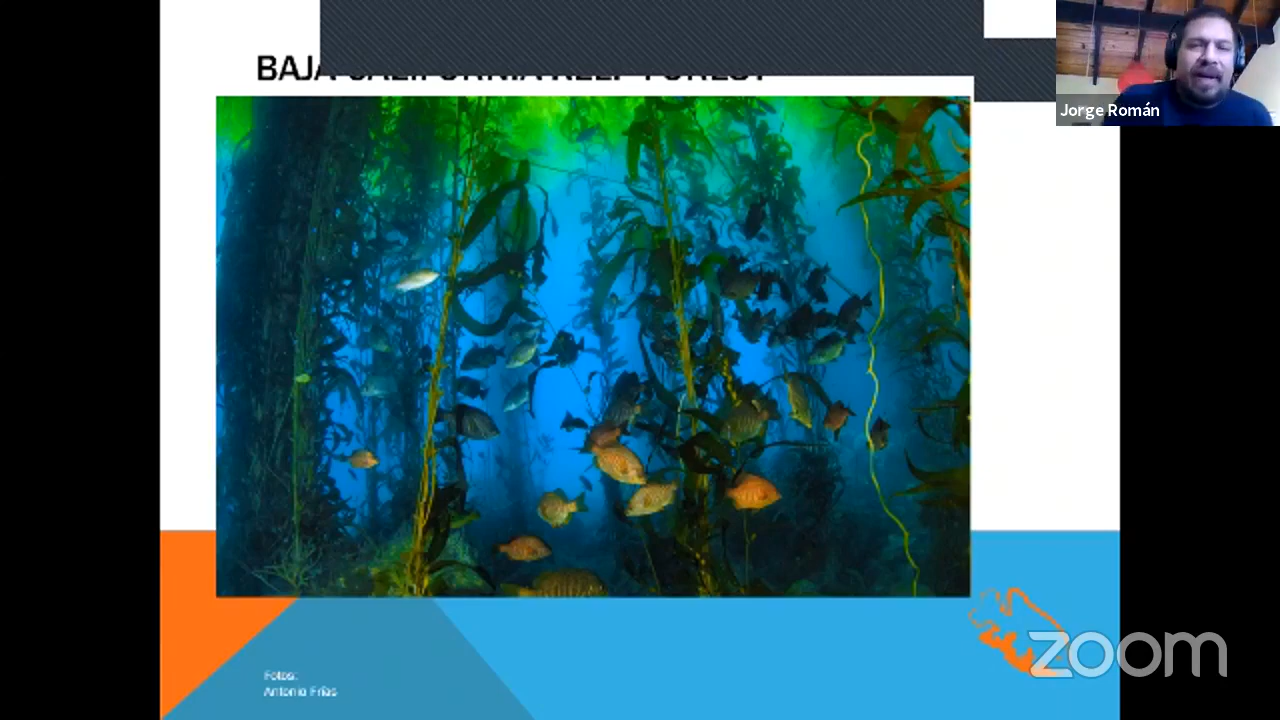 BAJA CALIFORNIA KELP FOREST
Jorge Román
Fotos:
Antonio Frías
zoom